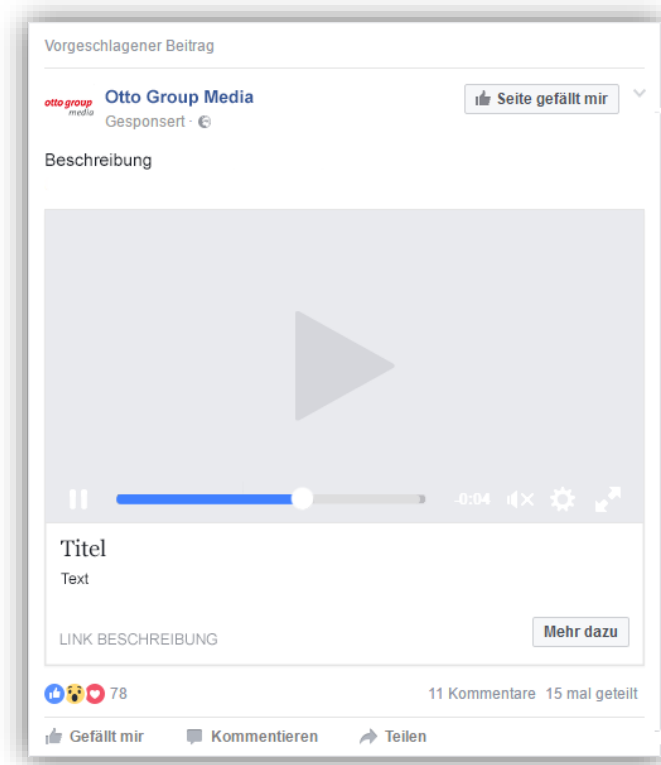 Vorgeschlagener Beitrag
otto group
media
Otto Group Media
Seite gefällt mir
Gesponsert ·
Beschreibung
-0:04
Titel
Text
LINK BESCHREIBUNG
Mehr dazu
78
11 Kommentare 15 mal geteilt
Gefällt mir Kommentieren Teilen